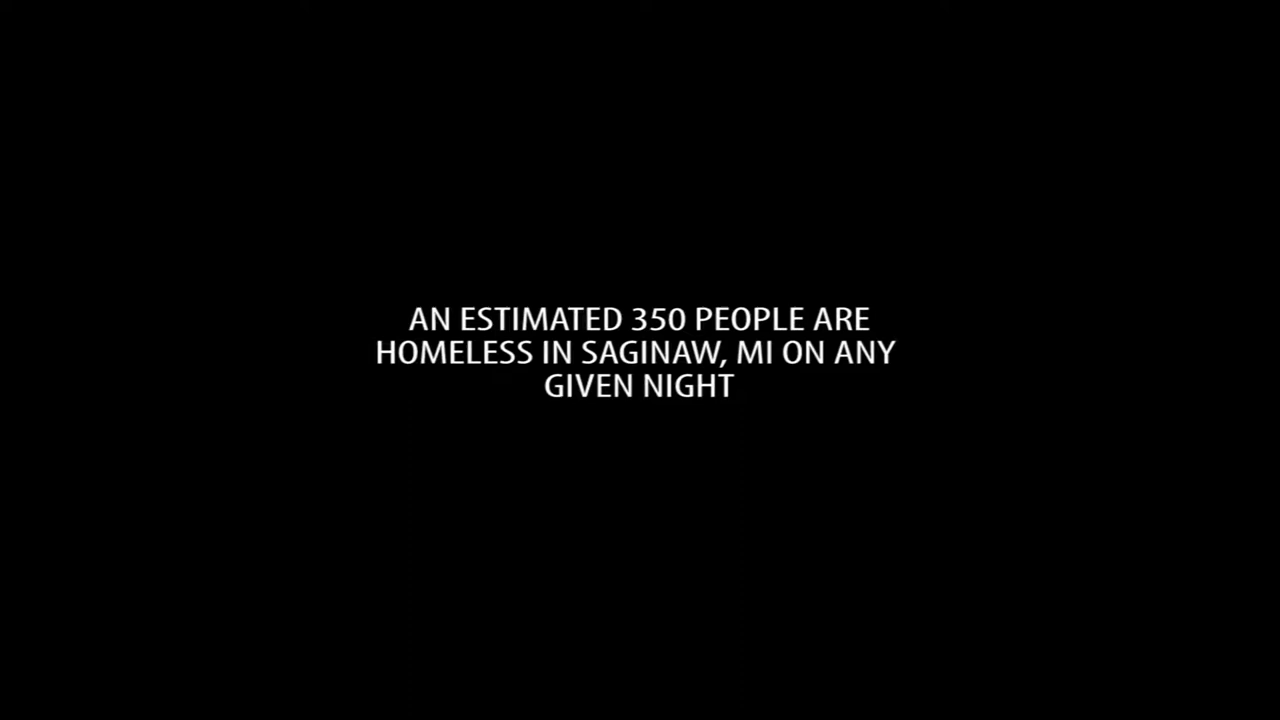 AN ESTIMATED 350 PEOPLE ARE
HOMELESS IN SAGINAW, MI ON ANY
GIVEN NIGHT